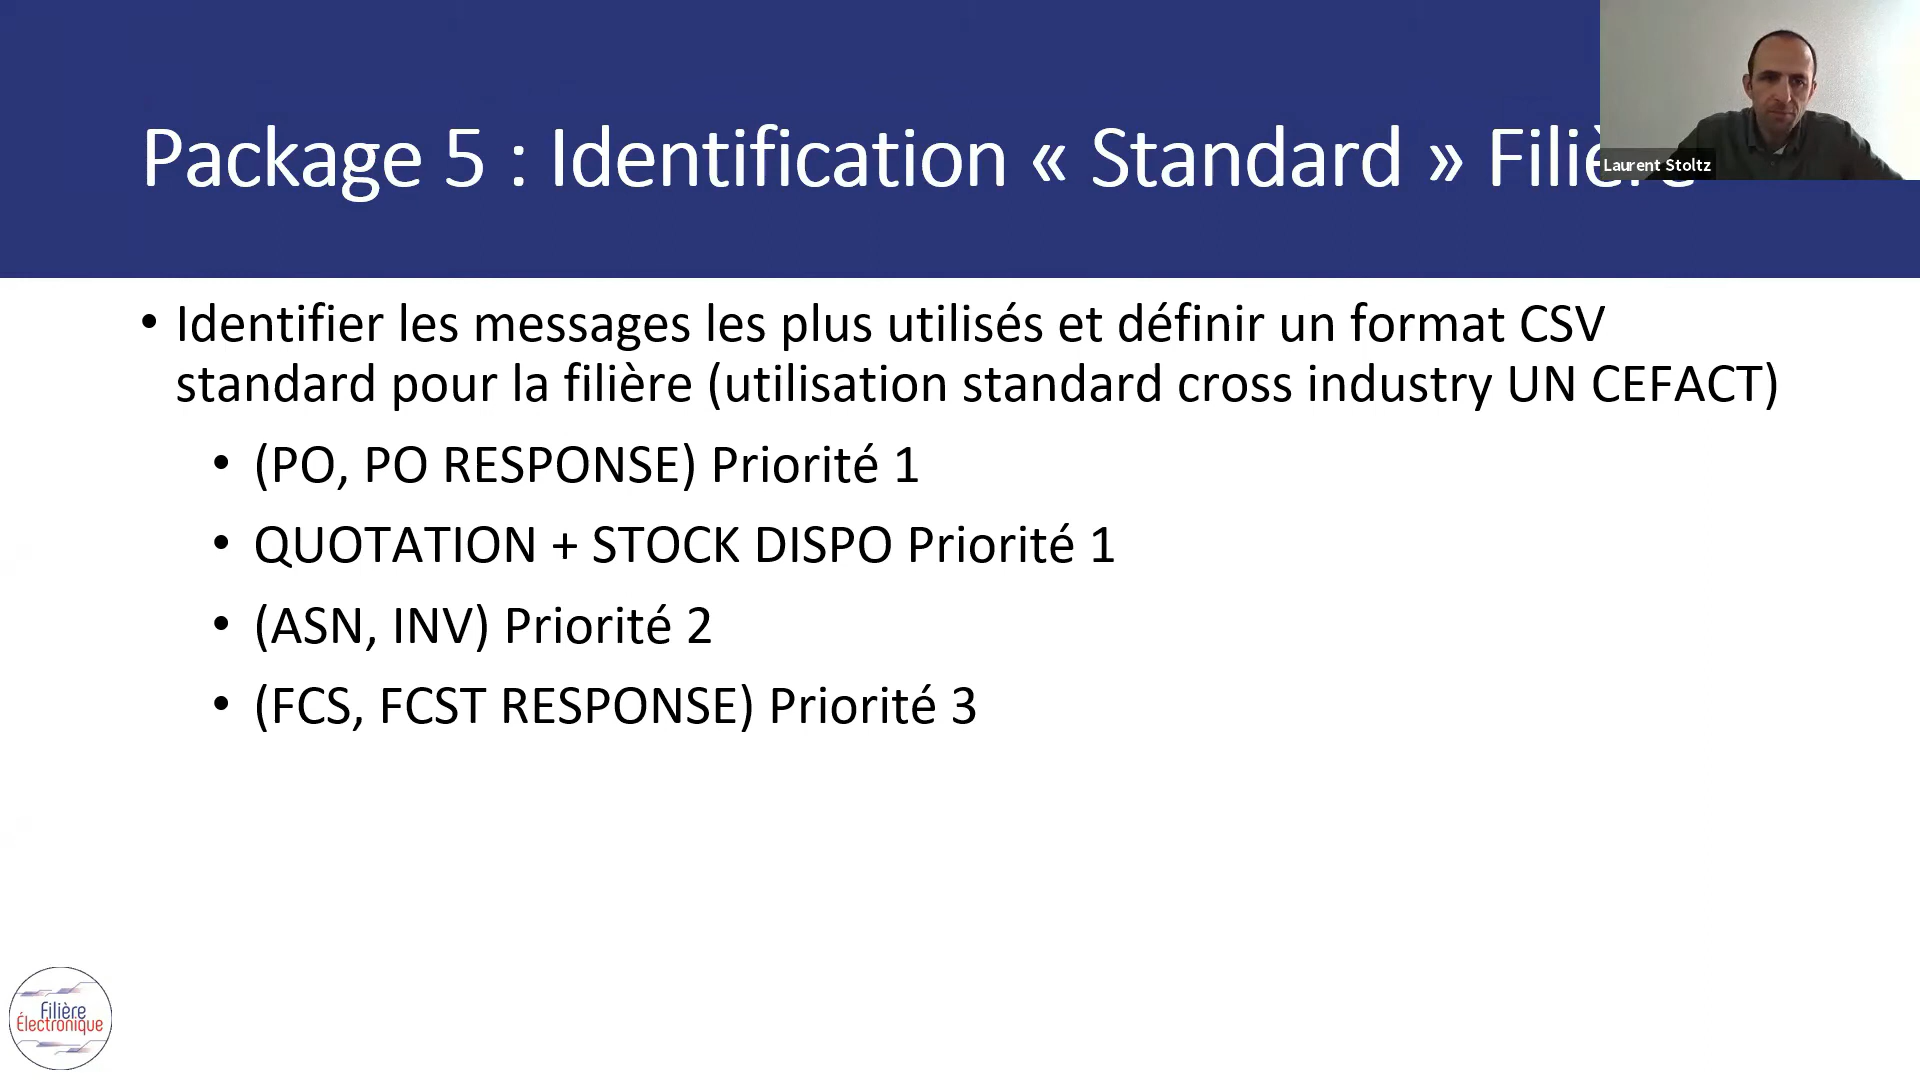 Package 5 : Identification « Standard » Filière
Laurent Stoltz
• Identifier les messages les plus utilisés et définir un format CSV
standard pour la filière (utilisation standard cross industry UN CEFACT)
• (PO, PO RESPONSE) Priorité 1
• QUOTATION + STOCK DISPO Priorité 1
• (ASN, INV) Priorité 2
• (FCS, FCST RESPONSE) Priorité 3
Filière
Électronique